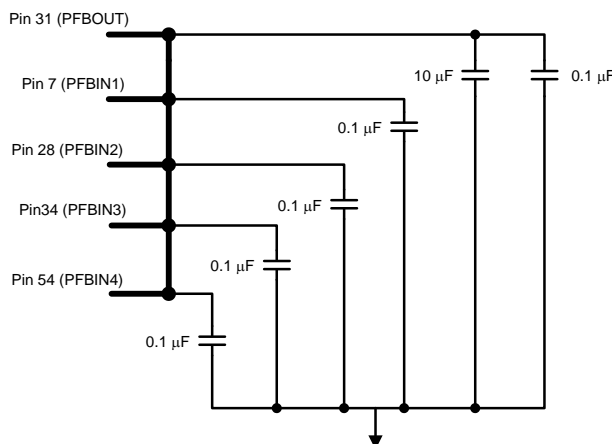 Pin 31 (PFBOUT)
Pin 7 (PFBIN1)
10 µF
0.1 µF
0.1 µF
Pin 28 (PFBIN2)
0.1 µF
Pin34 (PFBIN3)
0.1 µF
Pin 54 (PFBIN4)
0.1 µF